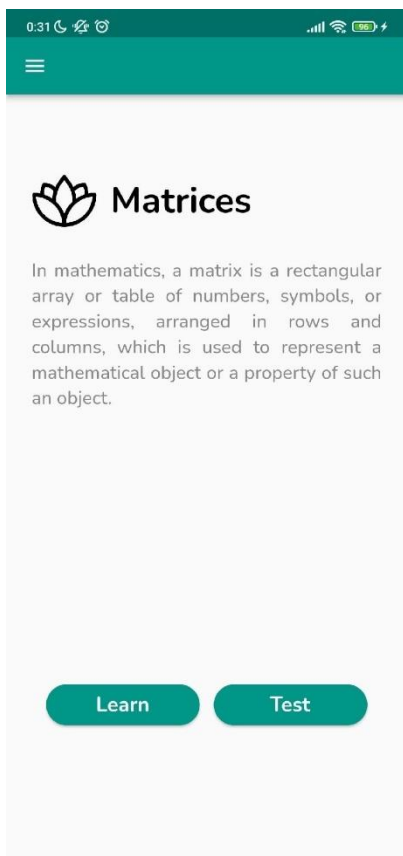 0:31
96
Matrices
In mathematics, a matrix is a rectangular
array or table of numbers, symbols, or
expressions, arranged in rows and
columns, which is used to represent a
mathematical object or a property of such
an object.
Learn
Test